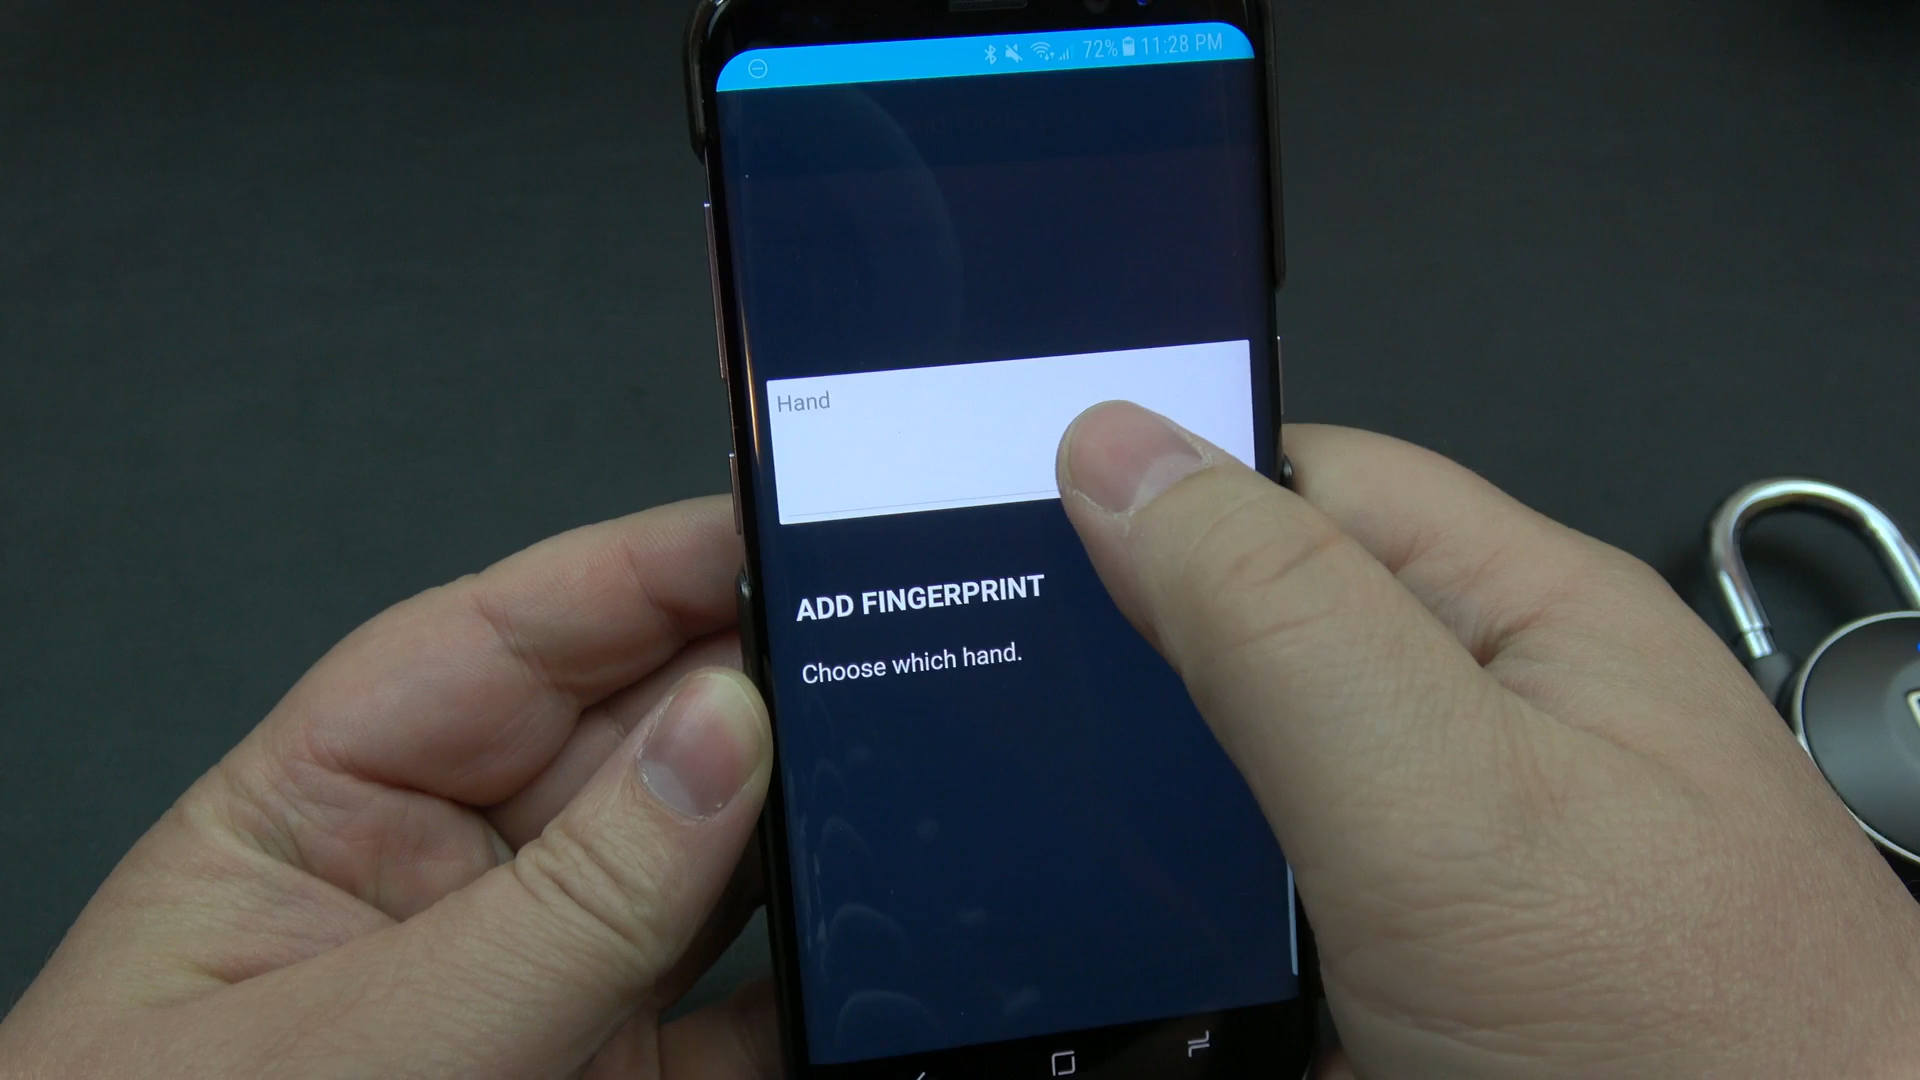 72% 11:28 PM
Hand
ADD FINGERPRINT
Choose which hand.